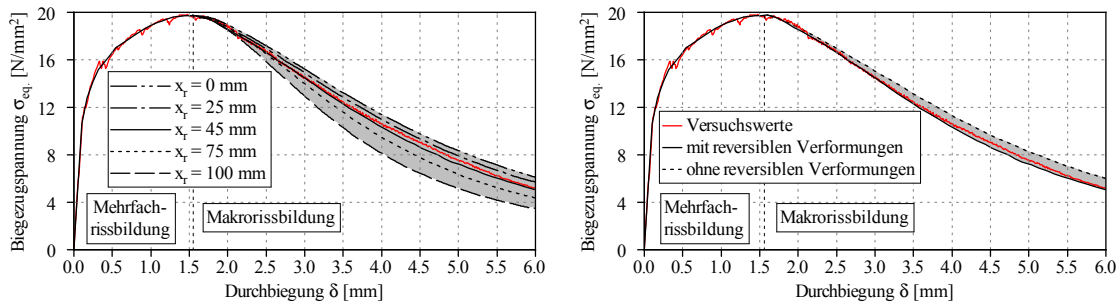 Biegezugspannung σeq. [N/mm²]
20
16
12
8
4
0
xr = 0 mm
xr = 25 mm
xr = 45 mm
xr = 75 mm
xr = 100 mm
Mehrfach-
rissbildung
Makrorissbildung
0.0 0.5 1.0 1.5 2.0 2.5 3.0 3.5 4.0 4.5 5.0 5.5 6.0
Durchbiegung δ [mm]
Biegezugspannung σeq. [N/mm²]
20
16
12
8
4
0
Versuchswerte
mit reversiblen Verformungen
ohne reversiblen Verformungen
Mehrfach-
rissbildung
Makrorissbildung
0.0 0.5 1.0 1.5 2.0 2.5 3.0 3.5 4.0 4.5 5.0 5.5 6.0
Durchbiegung δ [mm]